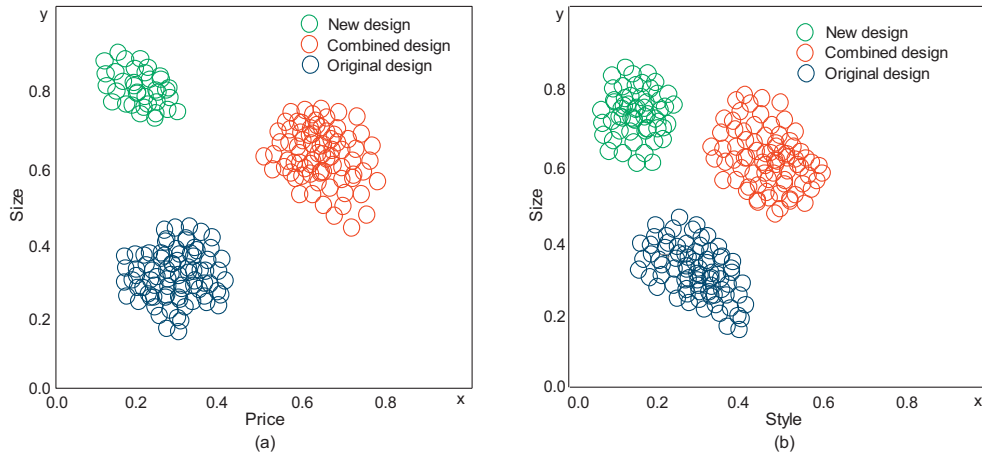 y
New design
Combined design
Original design
0.8
0.6
0.4
0.2
0.0
Size
0.0 0.2 0.4 0.6 0.8 x
Price
(a)
y
New design
Combined design
Original design
0.8
0.6
0.4
0.2
0.0
Size
0.0 0.2 0.4 0.6 0.8 x
Style
(b)